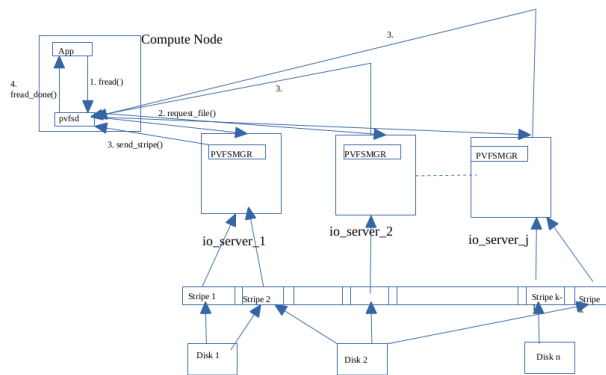 3.
Compute Node
App
4.
fread_done()
1. fread()
3.
pvfsd
2. request_file()
3. send_stripe()
PVFSMGR
PVFSMGR
PVFSMGR
io_server_1
io_server_2
io_server_j
Stripe 1
Stripe 2
Stripe k-
Stripe
Disk 1
Disk 2
Disk n